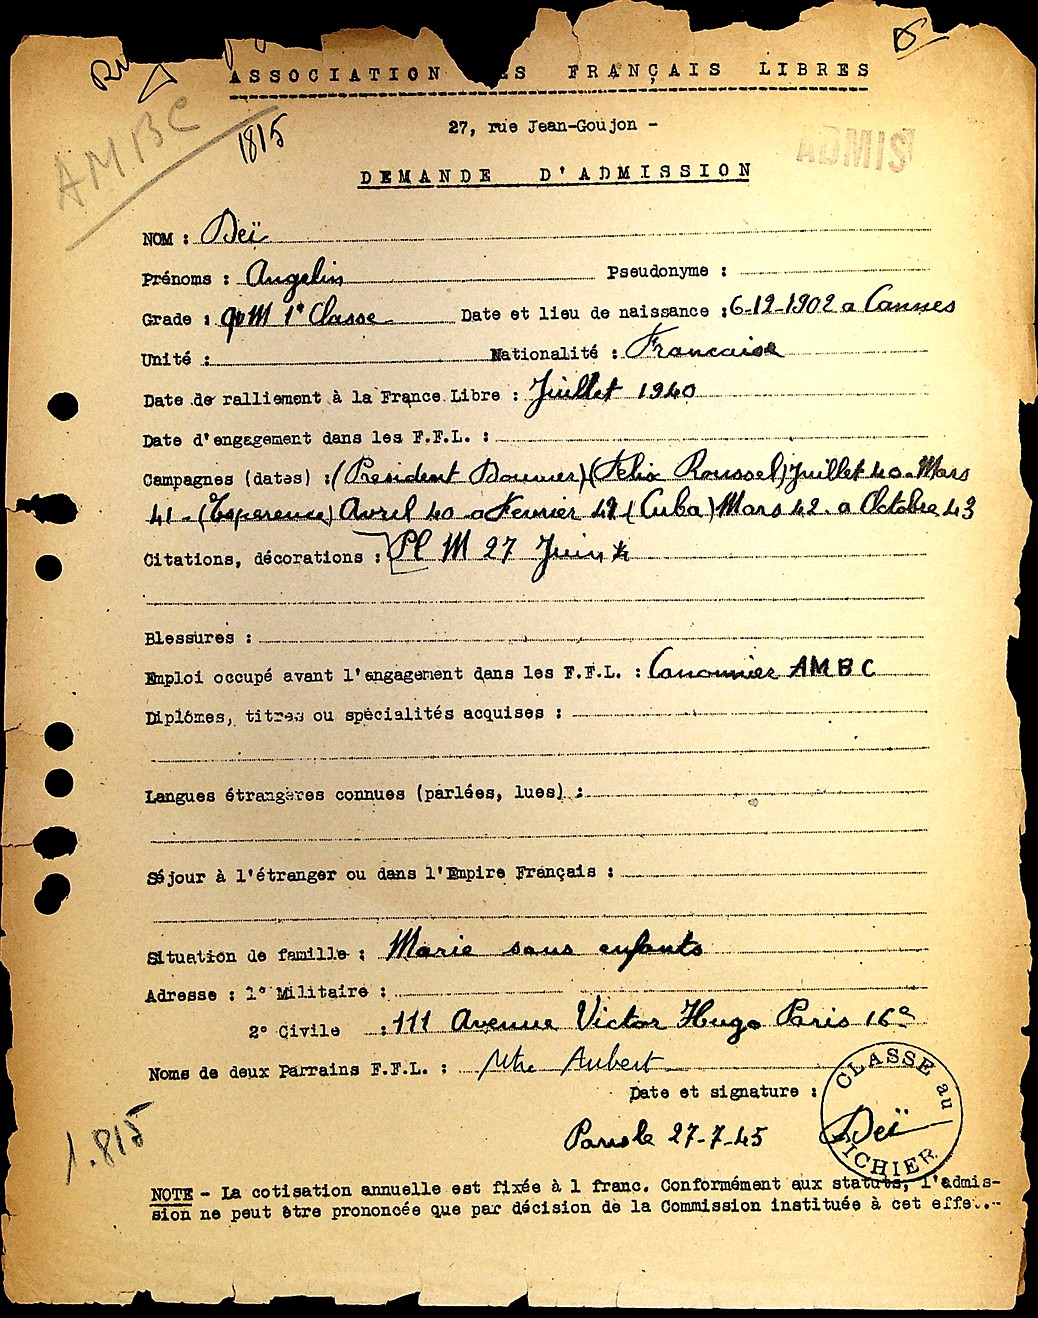 ASSOCIATION ES FRANÇAIS LIBRES
AMBC
1815
27, rue Jean-Goujon -
ADMIS
DEMANDE D'ADMISSION
NOM : Deï
Prénoms : Angelin Pseudonyme :
Grade : qrM 1e Classe Date et lieu de naissance : 6-12-1902 a Cannes
Unité : Nationalité : Francaise
Date de ralliement à la France Libre : Juillet 1940
Date d'engagement dans les F.F.L. :
Campagnes (dates) : (President Doumer) (Felix Roussel) Juillet 40 - Mars
41 - (Esperence) Avril 40 a Fevrier 42 (Cuba) Mars 42 a Octobre 43
Citations, décorations : Pl M 27 Juin
Blessures :
Emploi occupé avant l'engagement dans les F.F.L. : Canonnier AMBC
Diplômes, titres ou spécialités acquises :
Langues étrangères connues (parlées, lues) :
Séjour à l'étranger ou dans l'Empire Français :
Situation de famille : Marie sans enfants
Adresse : 1° Militaire :
2° Civile : 111 Avenue Victor Hugo Paris 16e
Noms de deux Parrains F.F.L. : Aubert
Date et signature :
CLASSE au FICHIER
Paris le 27-7-45 Deï
1.815
NOTE - La cotisation annuelle est fixée à 1 franc. Conformément aux statuts, l'admis-
sion ne peut être prononcée que par décision de la Commission instituée à cet effet.-